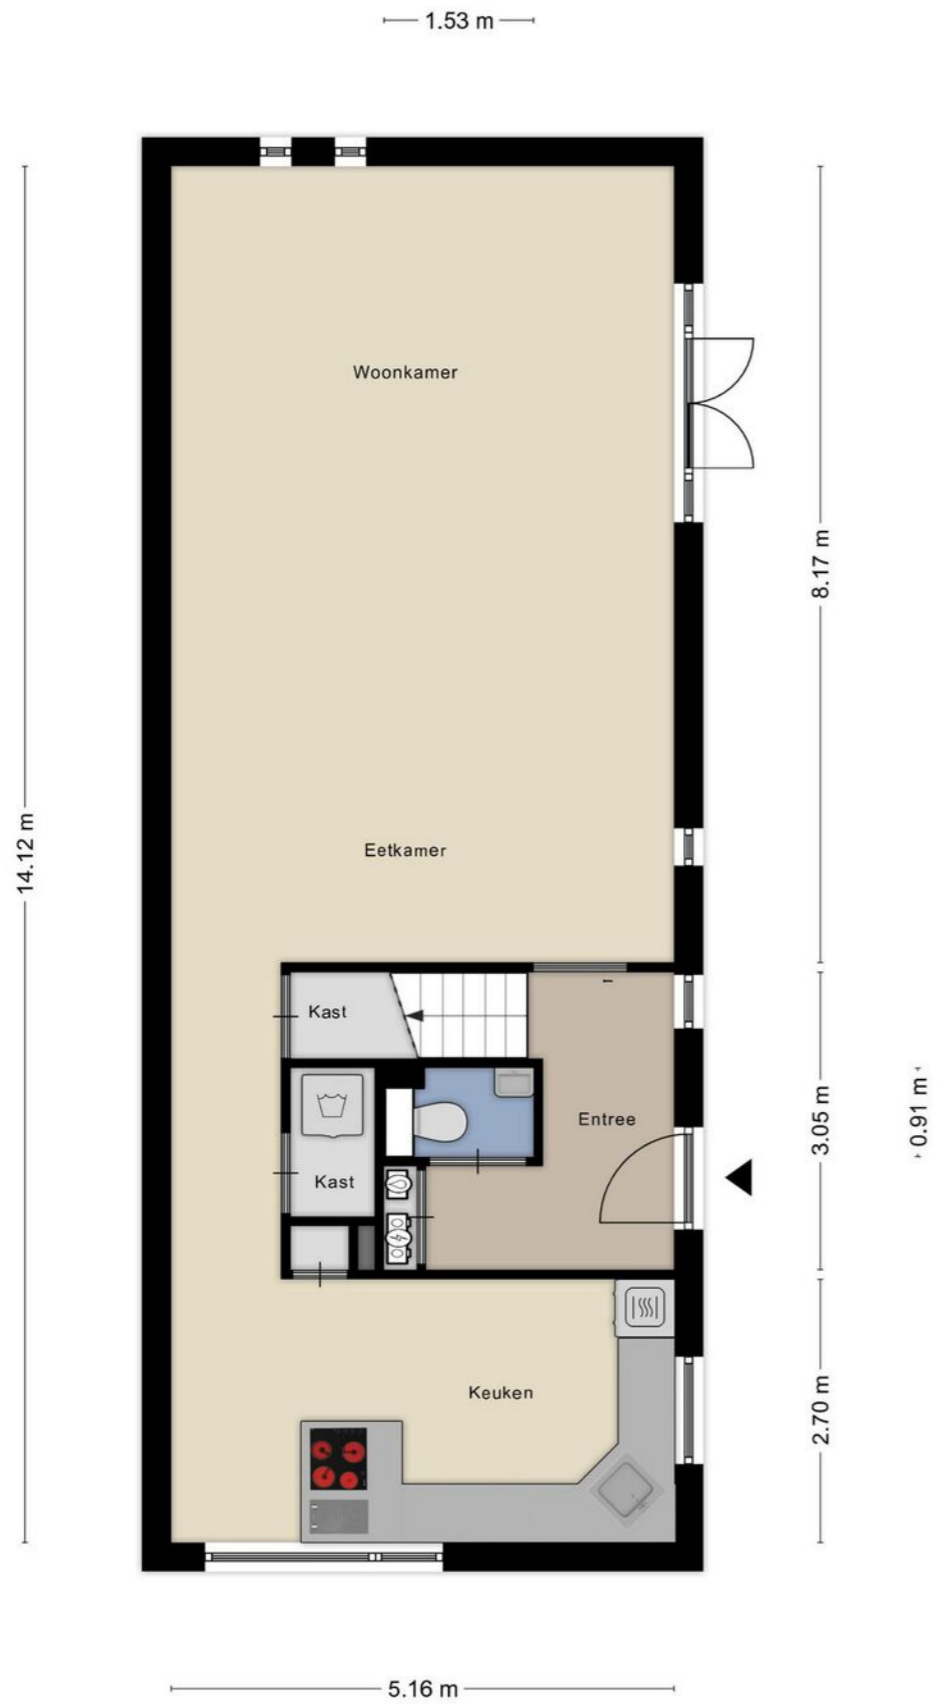 1.53 m
Woonkamer
8.17 m
14.12 m
Eetkamer
Kast
Entree
3.05 m
0.91 m
Kast
Keuken
2.70 m
5.16 m